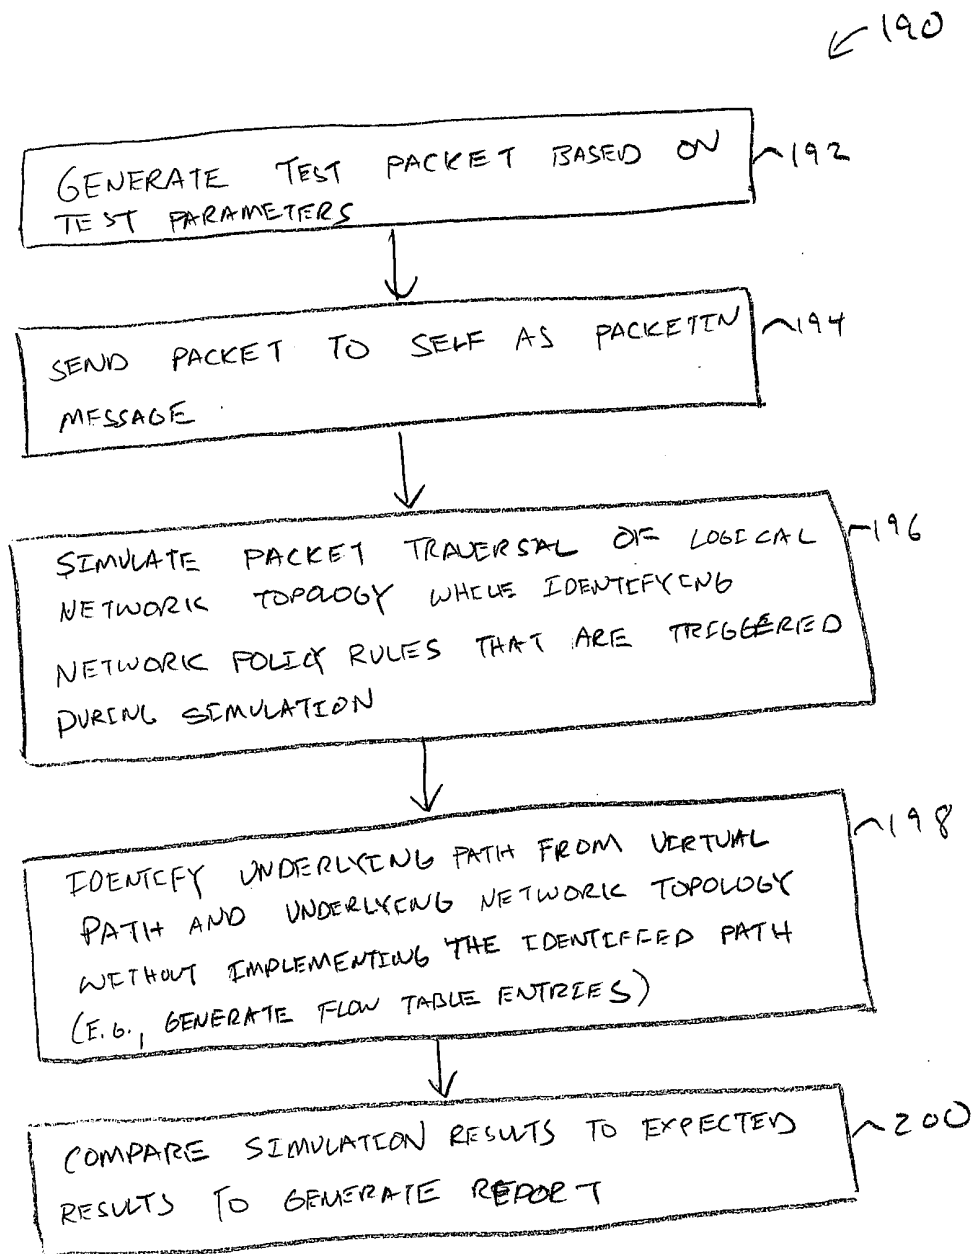 190
GENERATE TEST PACKET BASED ON
TEST PARAMETERS
192
SEND PACKET TO SELF AS PACKETIN
MESSAGE
194
SIMULATE PACKET TRAVERSAL OF LOGICAL
NETWORK TOPOLOGY WHILE IDENTIFYING
NETWORK POLICY RULES THAT ARE TRIGGERED
DURING SIMULATION
196
IDENTIFY UNDERLYING PATH FROM VIRTUAL
PATH AND UNDERLYING NETWORK TOPOLOGY
WITHOUT IMPLEMENTING THE IDENTIFIED PATH
(E.G., GENERATE FLOW TABLE ENTRIES)
198
COMPARE SIMULATION RESULTS TO EXPECTED
RESULTS TO GENERATE REPORT
200